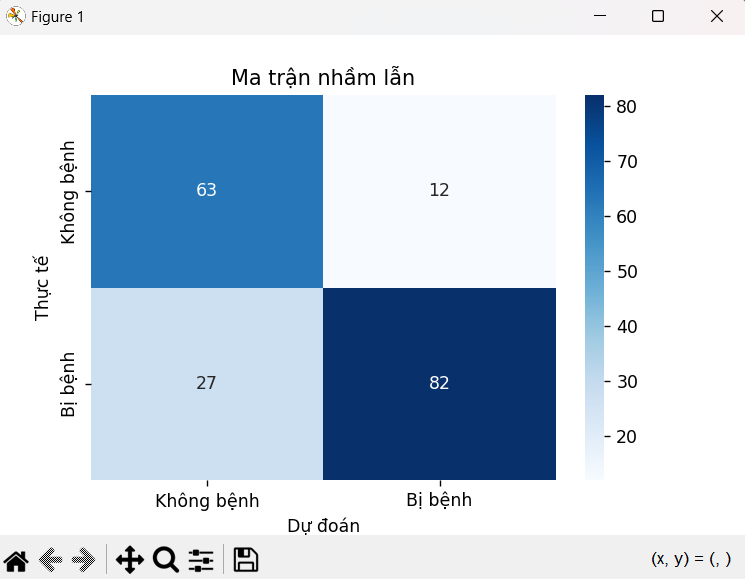 Figure 1
Ma trận nhầm lẫn
Thực tế
Không bệnh
63
12
Bị bệnh
27
82
Không bệnh
Bị bệnh
Dự đoán
80
70
60
50
40
30
20
(x, y) = (, )